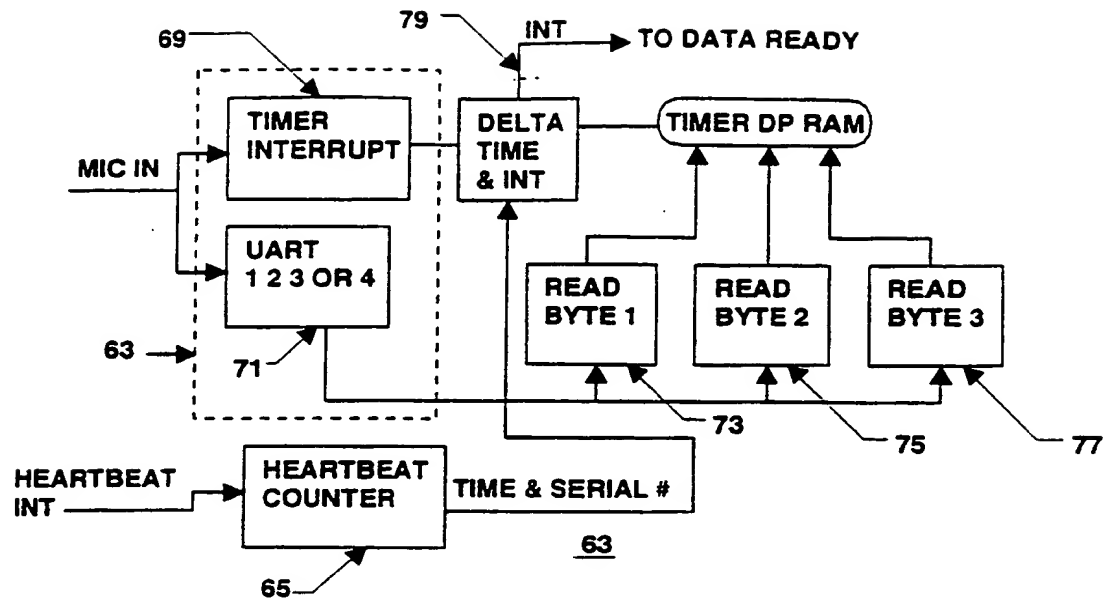 79
INT
TO DATA READY
69
TIMER
INTERRUPT
DELTA
TIME
& INT
TIMER DP RAM
MIC IN
UART
1 2 3 OR 4
READ
BYTE 1
READ
BYTE 2
READ
BYTE 3
63
71
73
75
77
HEARTBEAT
INT
HEARTBEAT
COUNTER
TIME & SERIAL #
63
65